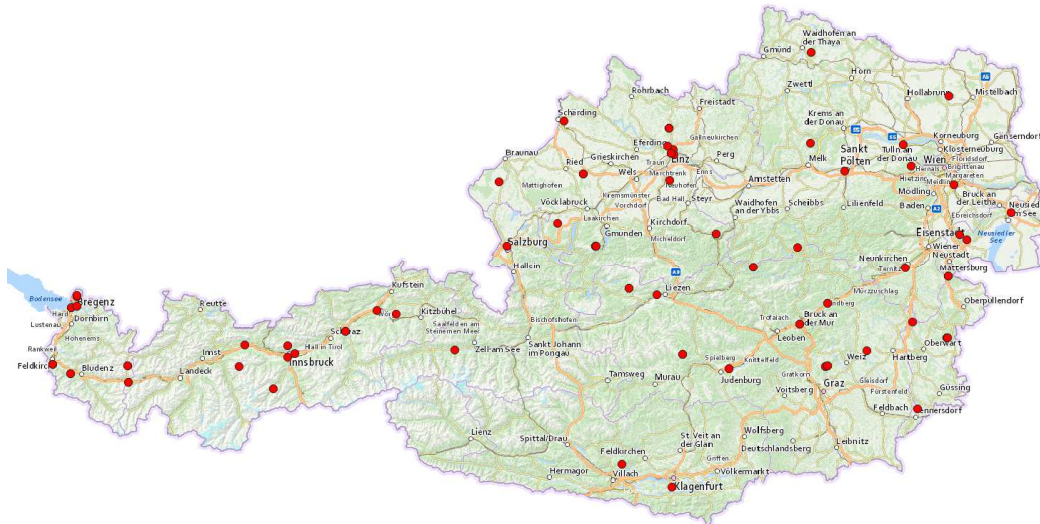 Waidhofen an
der Thaya
Gmünd
Horn
Zwettl
A5
Hollabrunn
Mistelbach
Rohrbach
Freistadt
Schärding
Krems an
der Donau
S5
S5
Korneuburg
Gänserndorf
Klosterneuburg
Gallneukirchen
Eferding
Linz
Sankt
Pölten
Tulln an
der Donau
Wien
Floridsdorf
Hernals
Brigittenau
Margareten
Braunau
Ried
Grieskirchen
Traun
Marchtrenk
Perg
Melk
Wels
Enns
Neuhofen
Amstetten
Hietzing
Meidling
Mattighofen
Kremsmünster
Bad Hall
Steyr
Mödling
Bruck an
der Leitha
Vorchdorf
Waidhofen
an der Ybbs
Scheibbs
Lilienfeld
Baden
A2
Ebreichsdorf
Neusiedl
am See
Vöcklabruck
Laakirchen
Gmunden
Kirchdorf
Micheldorf
Eisenstadt
Neusiedler
See
Salzburg
Wiener
Neustadt
Hallein
A9
Neunkirchen
Ternitz
Mattersburg
Bodensee
Bregenz
Hard
Lustenau
Dornbirn
Hohenems
Reutte
Kufstein
Wörgl
Kitzbühel
Saalfelden am
Steinernen Meer
Bischofshofen
Liezen
Mürzzuschlag
Oberpullendorf
Trofaiach
Bruck an
der Mur
Leoben
Rankweil
Feldkirch
Bludenz
Imst
Landeck
Schwaz
Hall in Tirol
Innsbruck
Zell am See
Sankt Johann
im Pongau
Spielberg
Knittelfeld
Judenburg
Weiz
Hartberg
Oberwart
Tamsweg
Murau
Gratkorn
Graz
Voitsberg
Gleisdorf
Fürstenfeld
Güssing
Feldbach
Jennersdorf
Lienz
Spittal/Drau
St Veit an
der Glan
Wolfsberg
Deutschlandsberg
Leibnitz
Feldkirchen
Griffen
Völkermarkt
Hermagor
Villach
Klagenfurt